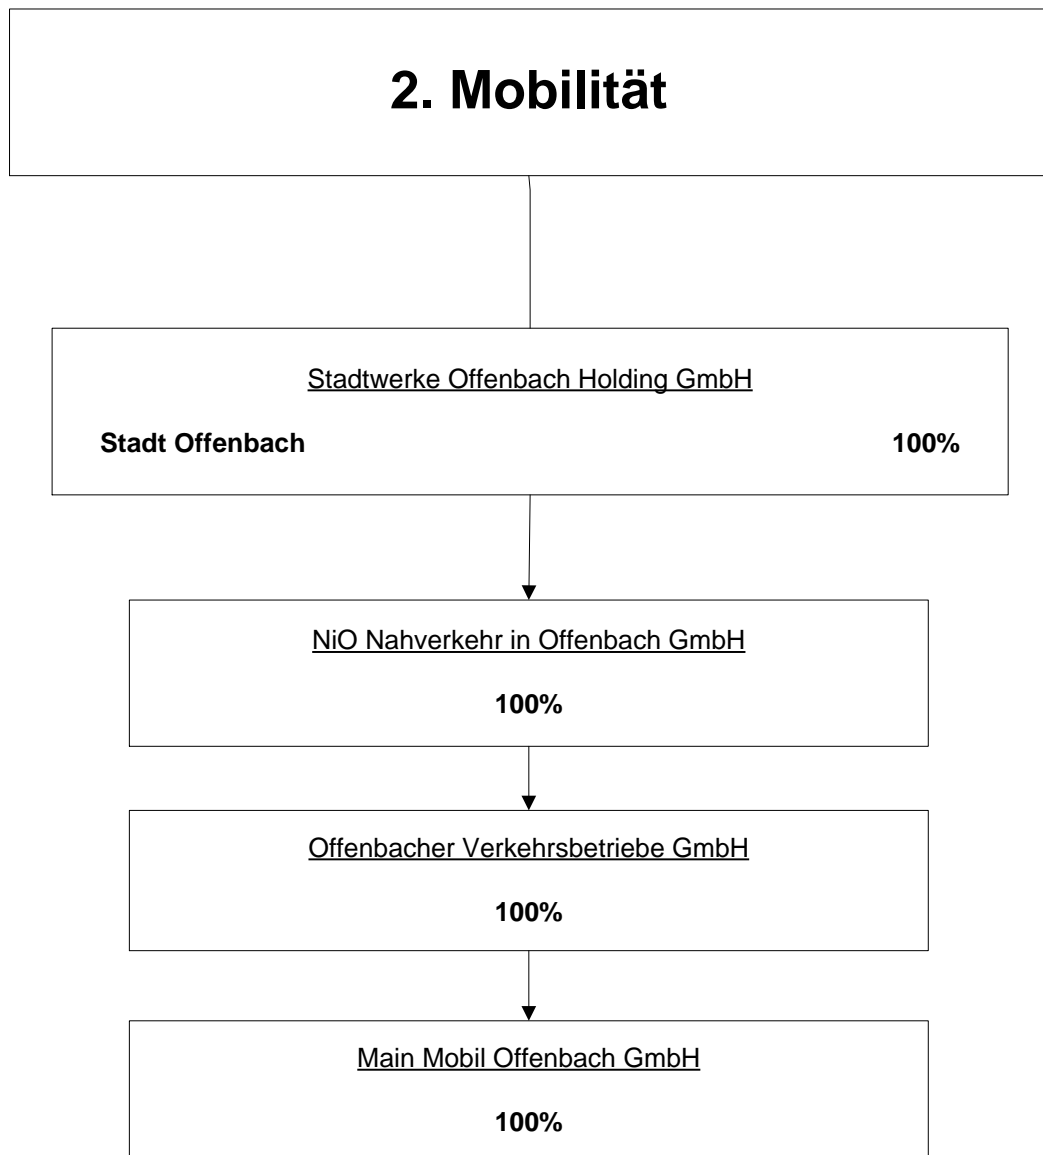 2. Mobilität
Stadtwerke Offenbach Holding GmbH
Stadt Offenbach 100%
NiO Nahverkehr in Offenbach GmbH
100%
Offenbacher Verkehrsbetriebe GmbH
100%
Main Mobil Offenbach GmbH
100%